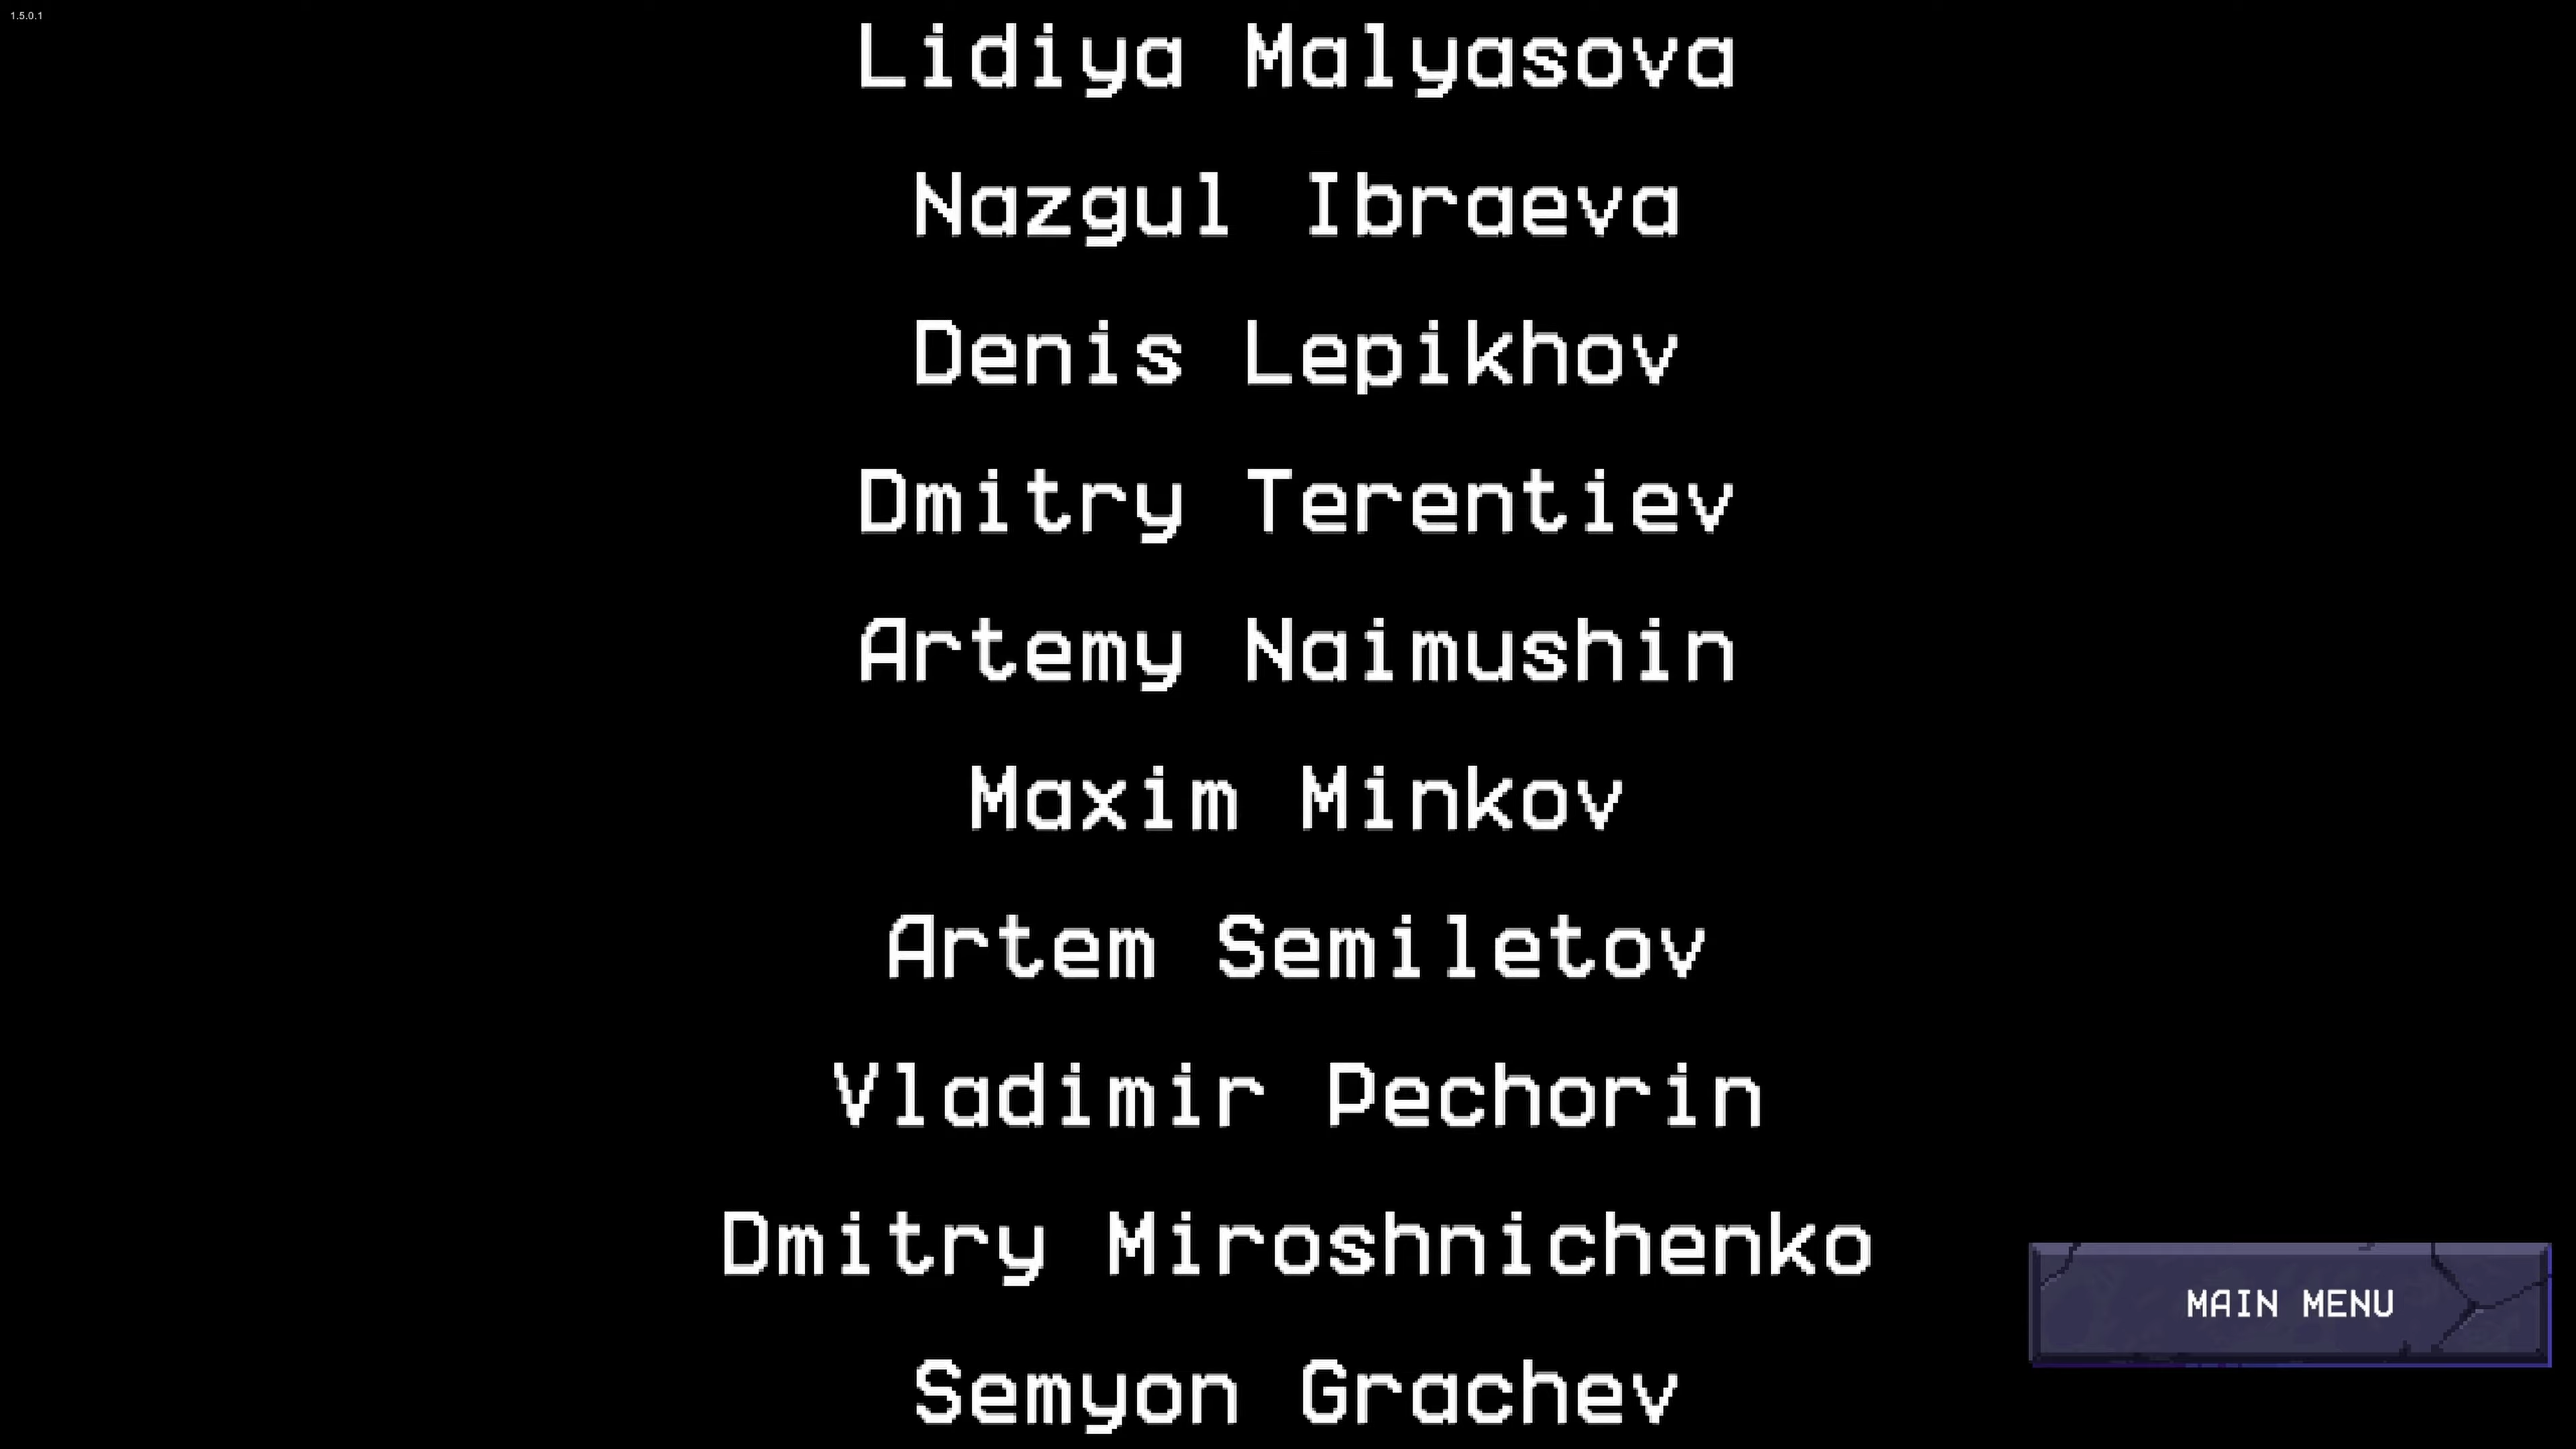 1.5.0.1
Lidiya Malyasova
Nazgul Ibraeva
Denis Lepikhov
Dmitry Terentiev
Artemy Naimushin
Maxim Minkov
Artem Semiletov
Vladimir Pechorin
Dmitry Miroshnichenko
MAIN MENU
Semyon Grachev